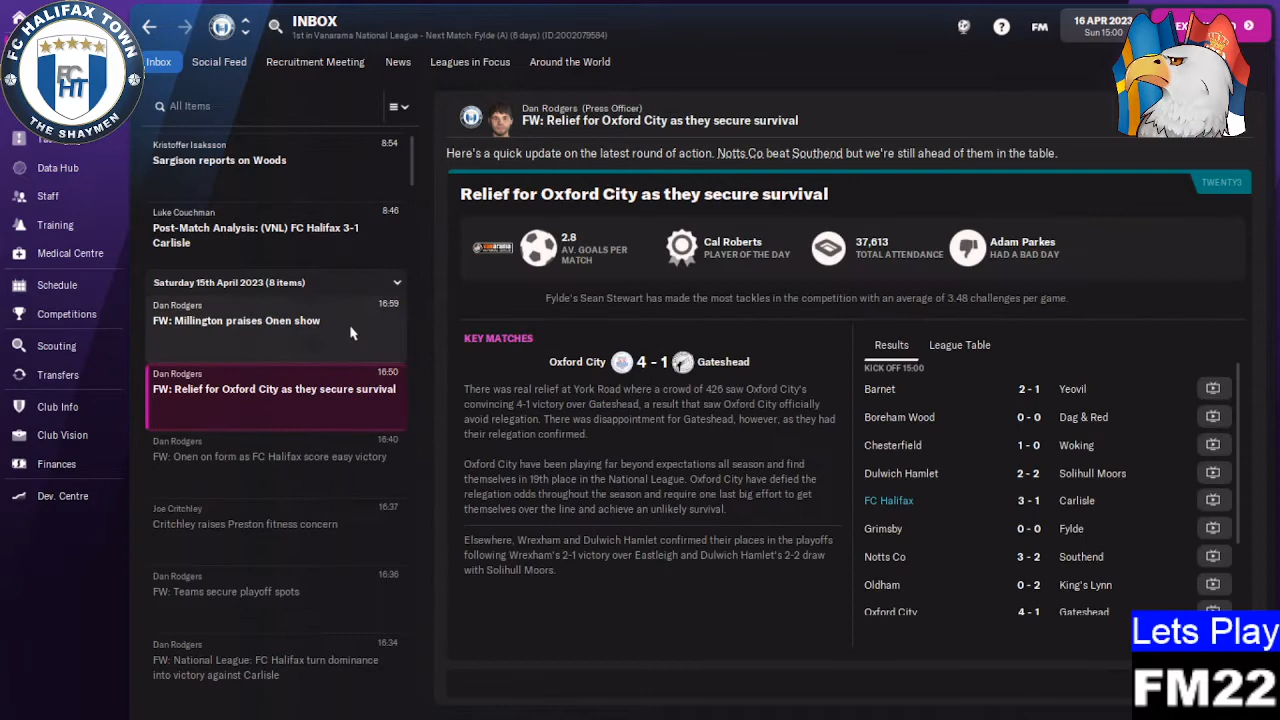 FC HALIFAX TOWN
FC
HT
THE SHAYMEN
INBOX
1st in Vanarama National League - Next Match: Fylde (A) (6 days) (ID:2002079584)
FM
16 APR 2023
Sun 15:00
Inbox
Social Feed
Recruitment Meeting
News
Leagues in Focus
Around the World
Data Hub
Staff
Training
Medical Centre
Schedule
Competitions
Scouting
Transfers
Club Info
Club Vision
Finances
Dev. Centre
All Items
Kristoffer Isaksson 8:54
Sargison reports on Woods
Luke Couchman 8:46
Post-Match Analysis: (VNL) FC Halifax 3-1
Carlisle
Saturday 15th April 2023 (8 items)
Dan Rodgers 16:59
FW: Millington praises Onen show
Dan Rodgers 16:50
FW: Relief for Oxford City as they secure survival
Dan Rodgers 16:40
FW: Onen on form as FC Halifax score easy victory
Joe Critchley 16:37
Critchley raises Preston fitness concern
Dan Rodgers 16:36
FW: Teams secure playoff spots
Dan Rodgers 16:34
FW: National League: FC Halifax turn dominance
into victory against Carlisle
Dan Rodgers (Press Officer)
FW: Relief for Oxford City as they secure survival
Here's a quick update on the latest round of action. Notts Co beat Southend but we're still ahead of them in the table.
TWENTY3
Relief for Oxford City as they secure survival
2.8
AV. GOALS PER
MATCH
Cal Roberts
PLAYER OF THE DAY
37,613
TOTAL ATTENDANCE
Adam Parkes
HAD A BAD DAY
Fylde's Sean Stewart has made the most tackles in the competition with an average of 3.48 challenges per game.
KEY MATCHES
Oxford City 4 - 1 Gateshead
There was real relief at York Road where a crowd of 426 saw Oxford City's
convincing 4-1 victory over Gateshead, a result that saw Oxford City officially
avoid relegation. There was disappointment for Gateshead, however, as they had
their relegation confirmed.
Oxford City have been playing far beyond expectations all season and find
themselves in 19th place in the National League. Oxford City have defied the
relegation odds throughout the season and require one last big effort to get
themselves over the line and achieve an unlikely survival.
Elsewhere, Wrexham and Dulwich Hamlet confirmed their places in the playoffs
following Wrexham's 2-1 victory over Eastleigh and Dulwich Hamlet's 2-2 draw
with Solihull Moors.
Results
League Table
KICK OFF 15:00
Barnet 2 - 1 Yeovil
Boreham Wood 0 - 0 Dag & Red
Chesterfield 1 - 0 Woking
Dulwich Hamlet 2 - 2 Solihull Moors
FC Halifax 3 - 1 Carlisle
Grimsby 0 - 0 Fylde
Notts Co 3 - 2 Southend
Oldham 0 - 2 King's Lynn
Oxford City 4 - 1 Gateshead
Lets Play
FM22